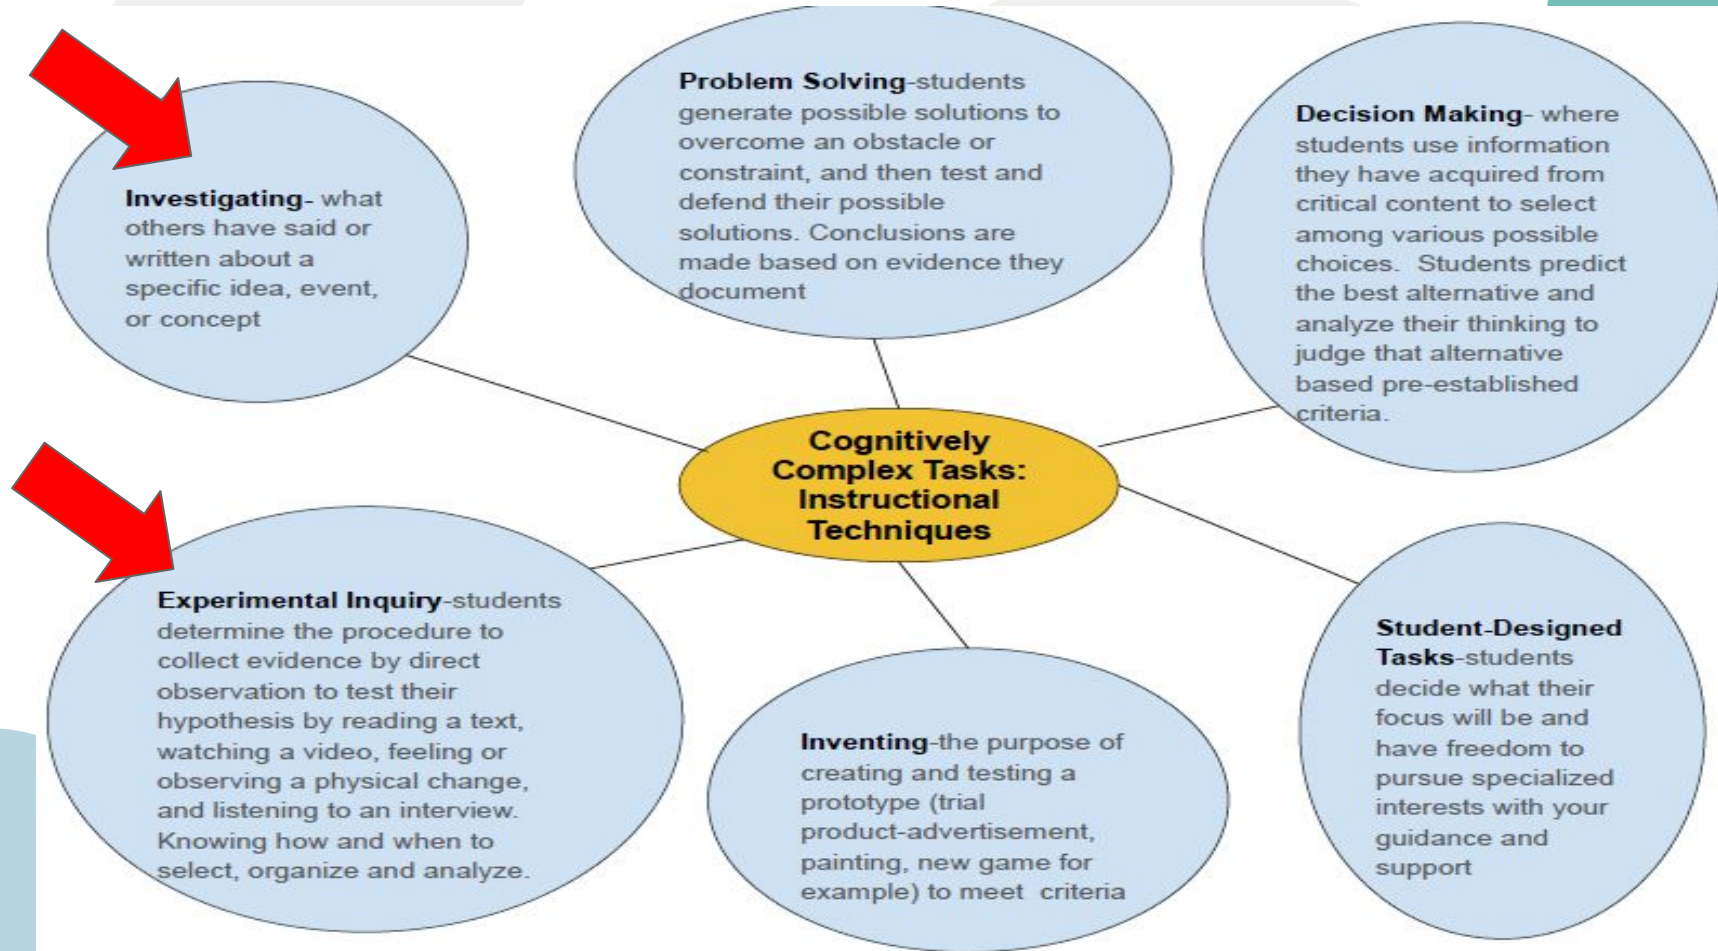 Investigating- what
others have said or
written about a
specific idea, event,
or concept
Problem Solving-students
generate possible solutions to
overcome an obstacle or
constraint, and then test and
defend their possible
solutions. Conclusions are
made based on evidence they
document
Decision Making- where
students use information
they have acquired from
critical content to select
among various possible
choices.  Students predict
the best alternative and
analyze their thinking to
judge that alternative
based pre-established
criteria.
Cognitively
Complex Tasks:
Instructional
Techniques
Experimental Inquiry-students
determine the procedure to
collect evidence by direct
observation to test their
hypothesis by reading a text,
watching a video, feeling or
observing a physical change,
and listening to an interview.
Knowing how and when to
select, organize and analyze.
Inventing-the purpose of
creating and testing a
prototype (trial
product-advertisement,
painting, new game for
example) to meet  criteria
Student-Designed
Tasks-students
decide what their
focus will be and
have freedom to
pursue specialized
interests with your
guidance and
support